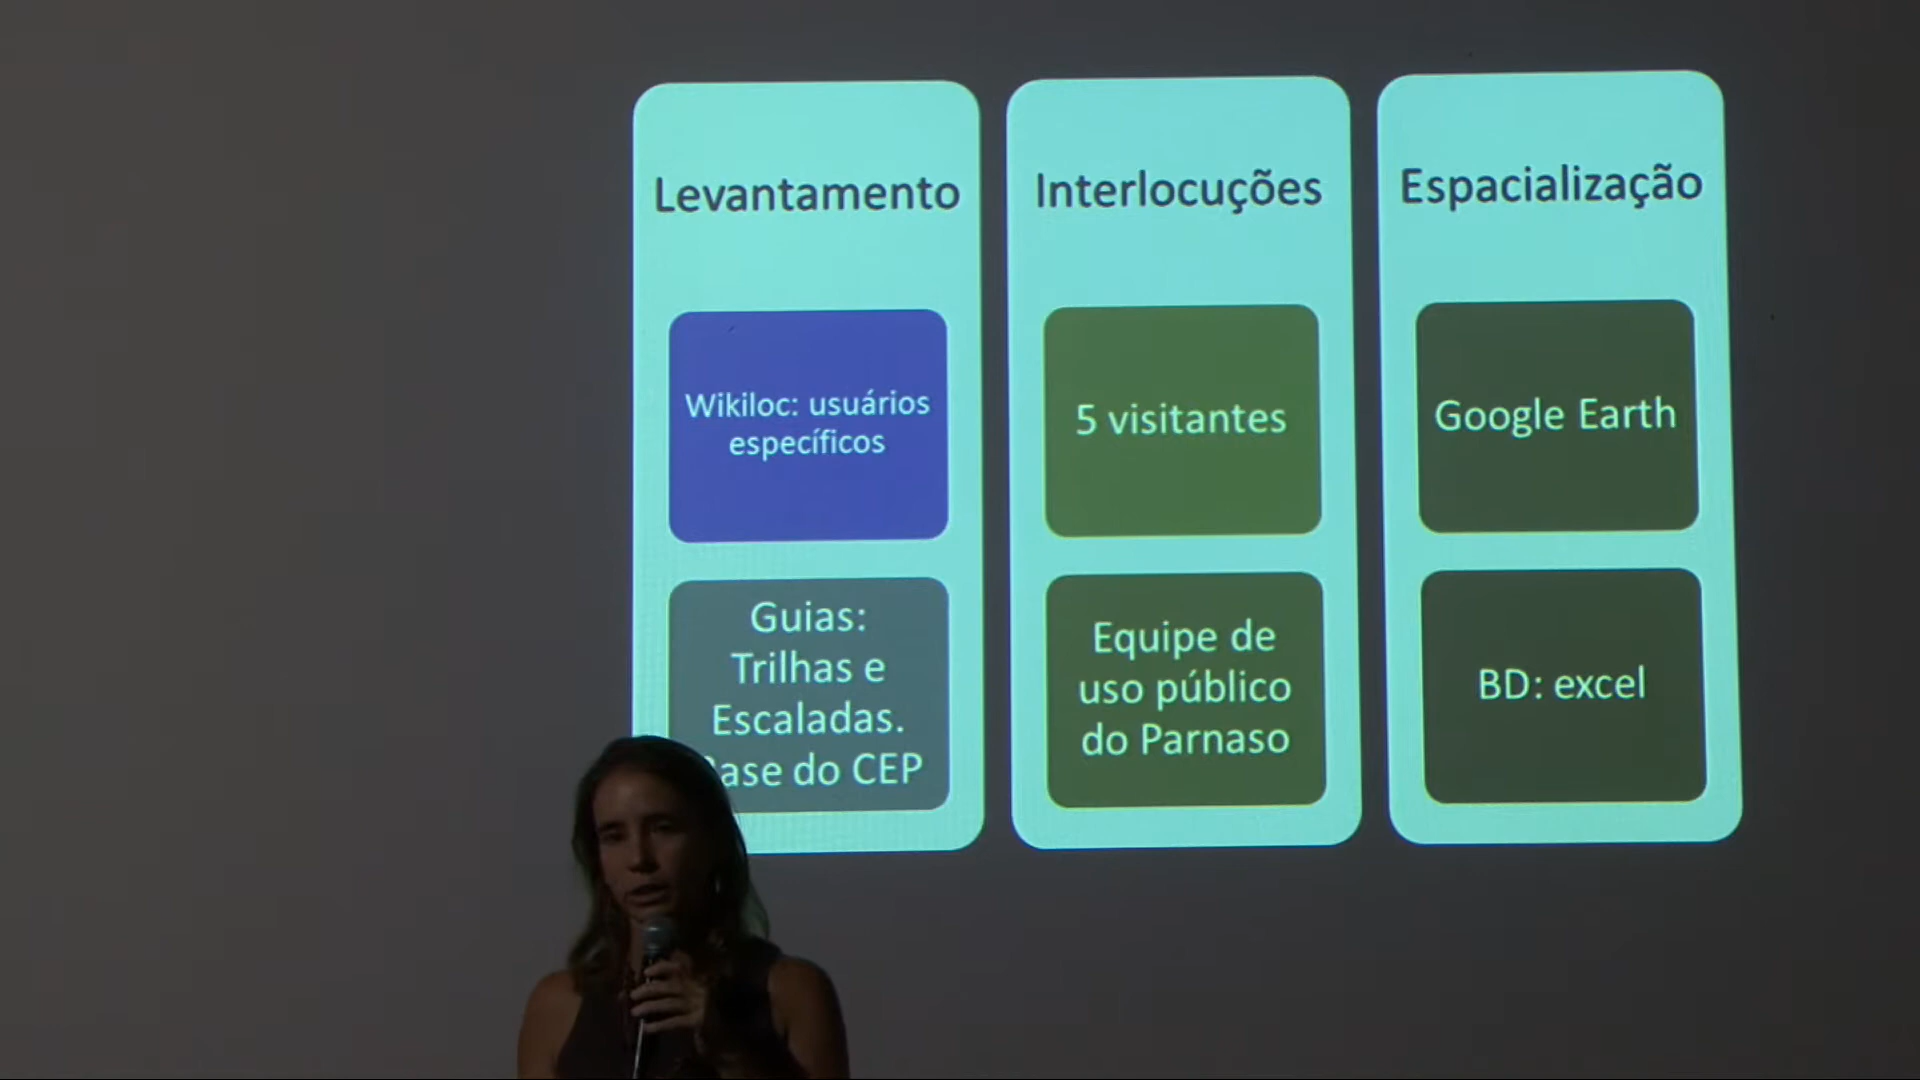 Levantamento
Wikiloc: usuários
específicos
Guias:
Trilhas e
Escaladas.
Base do CEP
Interlocuções
5 visitantes
Equipe de
uso público
do Parnaso
Espacialização
Google Earth
BD: excel